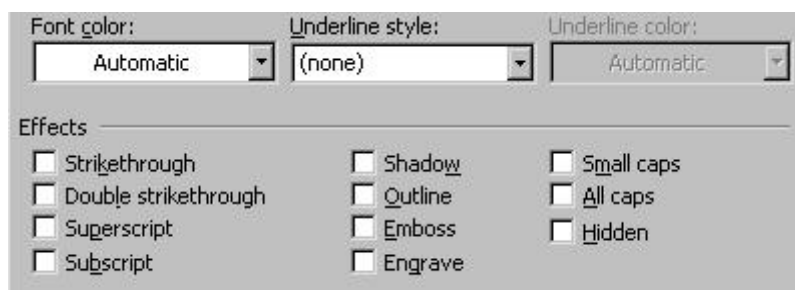 Font color: Underline style: Underline color:
Automatic (none) Automatic
Effects
Strikethrough Shadow Small caps
Double strikethrough Outline All caps
Superscript Emboss Hidden
Subscript Engrave